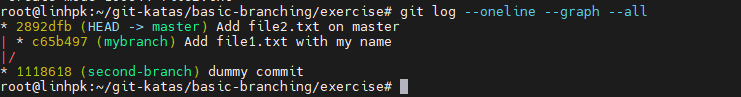 root@linhpk:~/git-katas/basic-branching/exercise# git log --oneline --graph --all
* 2892dfb (HEAD -> master) Add file2.txt on master
| * c65b497 (mybranch) Add file1.txt with my name
|/
* 1118618 (second-branch) dummy commit
root@linhpk:~/git-katas/basic-branching/exercise#